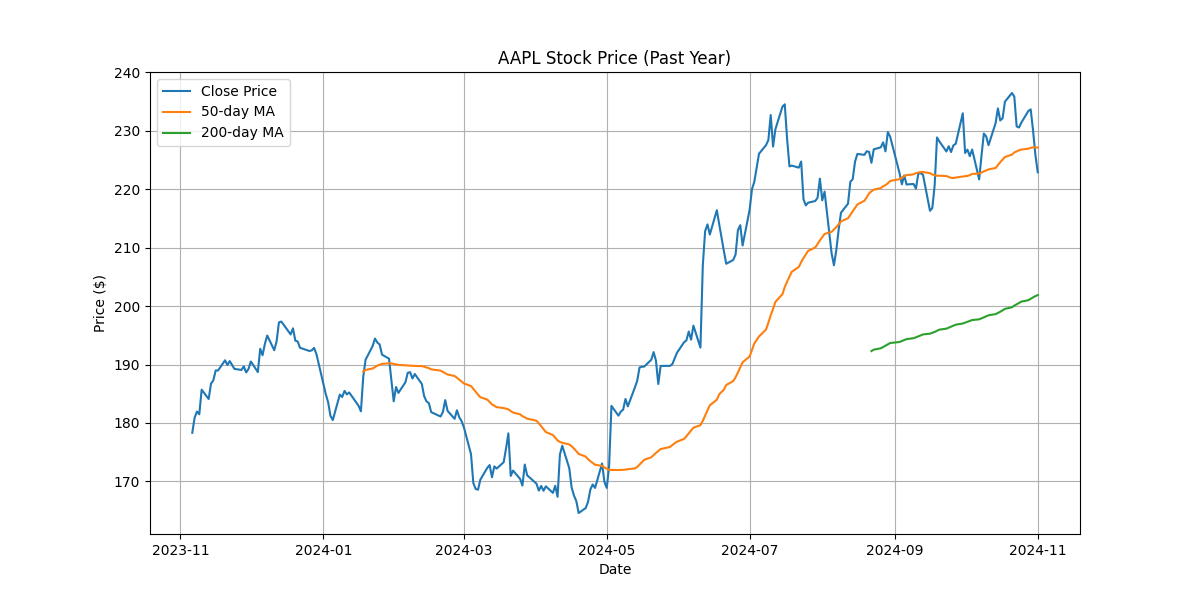 AAPL Stock Price (Past Year)
Close Price
50-day MA
200-day MA
Price ($)
240
230
220
210
200
190
180
170
2023-11
2024-01
2024-03
2024-05
2024-07
2024-09
2024-11
Date